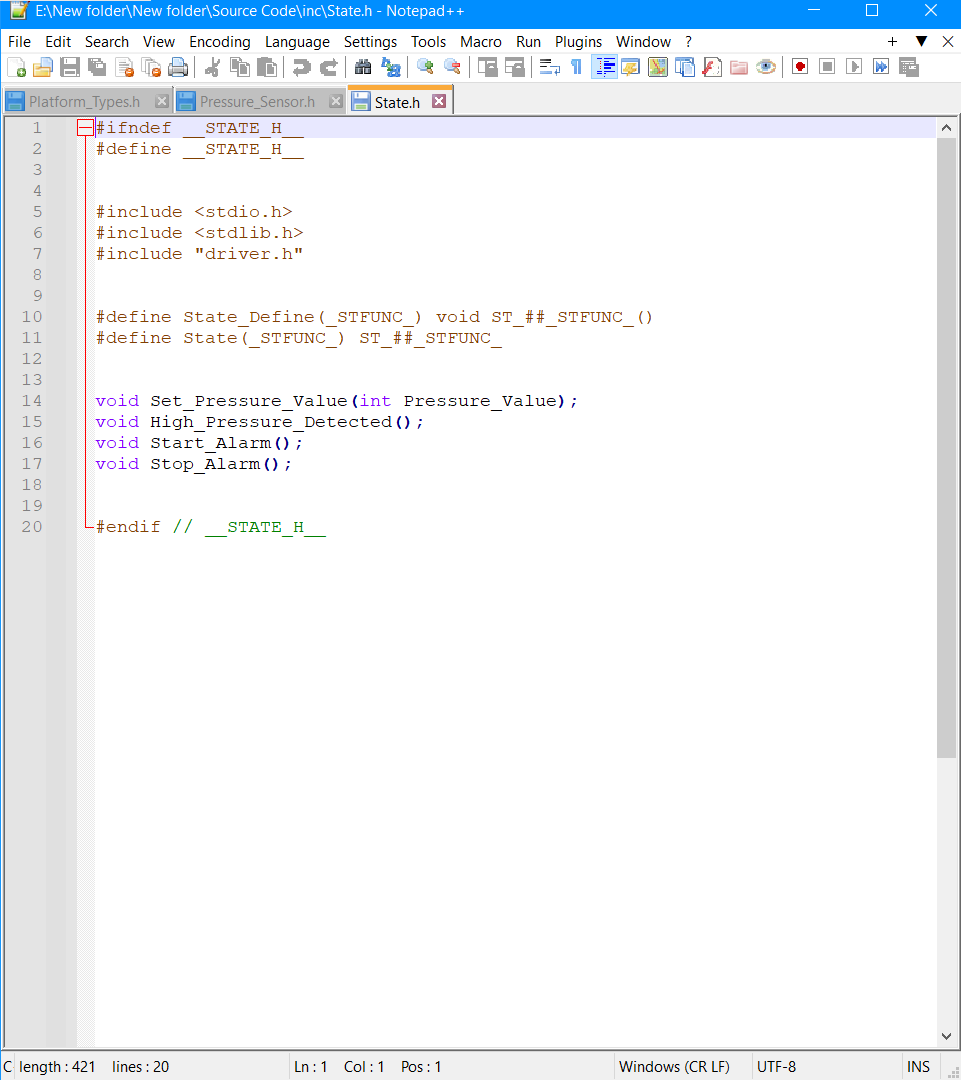 E:\New folder\New folder\Source Code\inc\State.h - Notepad++
File Edit Search View Encoding Language Settings Tools Macro Run Plugins Window ?
Platform_Types.h Pressure_Sensor.h State.h
1 #ifndef __STATE_H__
2 #define __STATE_H__
3
4
5 #include <stdio.h>
6 #include <stdlib.h>
7 #include "driver.h"
8
9
10 #define State_Define(_STFUNC_) void ST_##_STFUNC_()
11 #define State(_STFUNC_) ST_##_STFUNC_
12
13
14 void Set_Pressure_Value(int Pressure_Value);
15 void High_Pressure_Detected();
16 void Start_Alarm();
17 void Stop_Alarm();
18
19
20 #endif // __STATE_H__
C length : 421 lines : 20 Ln : 1 Col : 1 Pos : 1 Windows (CR LF) UTF-8 INS